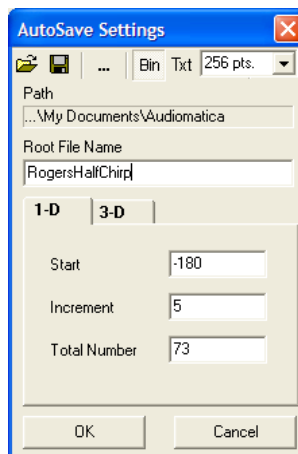 AutoSave Settings
... Bin Txt 256 pts.
Path
...\My Documents\Audiomatica
Root File Name
RogersHalfChirp
1-D 3-D
Start -180
Increment 5
Total Number 73
OK Cancel